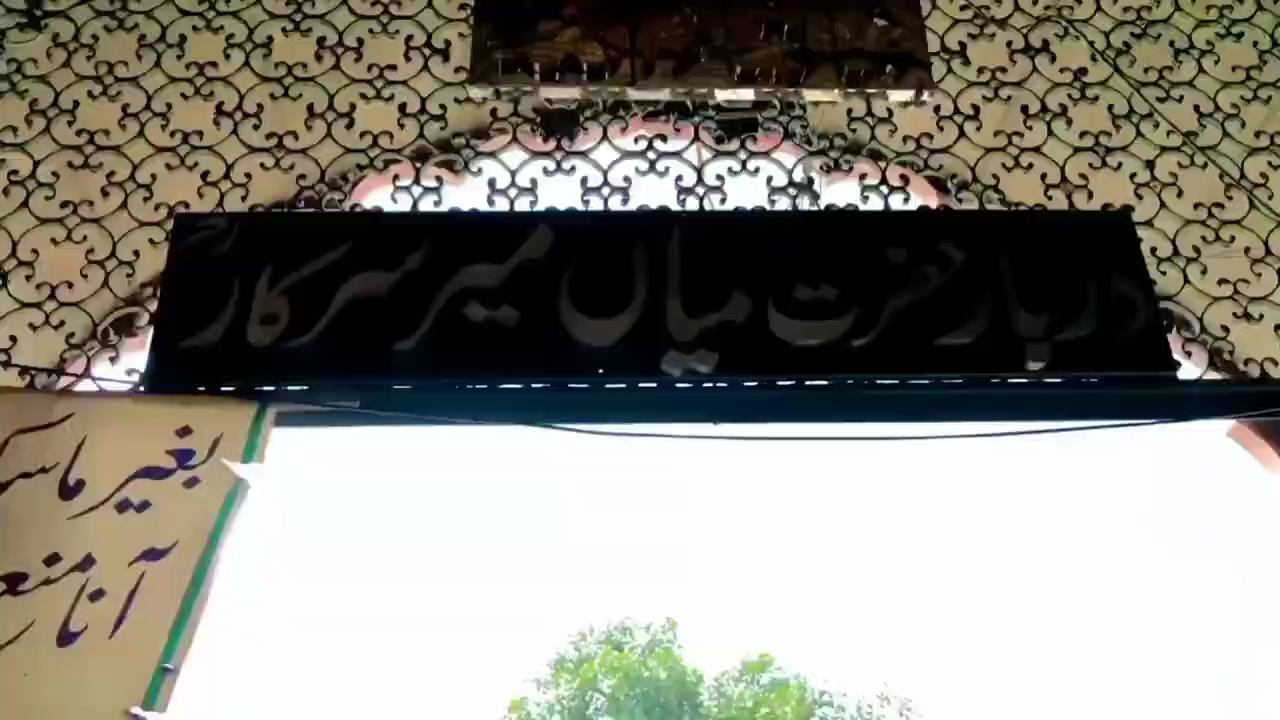 دربار حضرت میاں میر سرکارؒ
بغیر ماسک
آنا منع